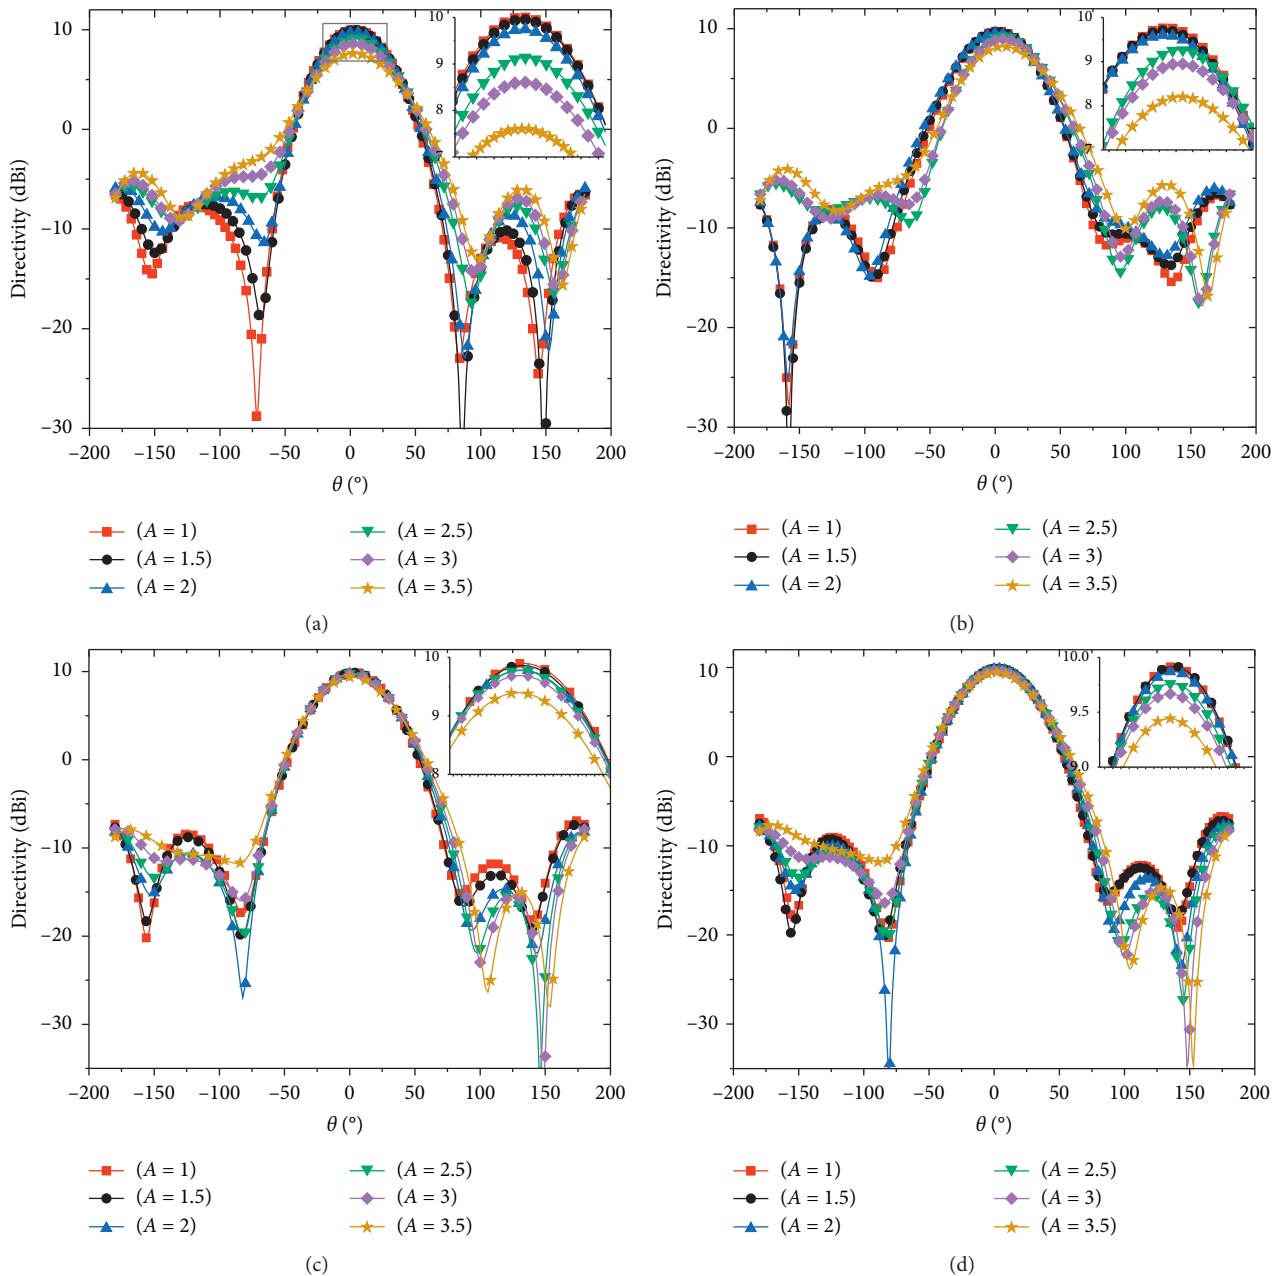 10
0
–10
–20
–30
Directivity (dBi)
–200 –150 –100 –50 0 50 100 150 200
θ (°)
10
9
8
7
(A = 1)
(A = 1.5)
(A = 2)
(A = 2.5)
(A = 3)
(A = 3.5)
(a)
10
0
–10
–20
–30
Directivity (dBi)
–200 –150 –100 –50 0 50 100 150 200
θ (°)
10
9
8
7
(A = 1)
(A = 1.5)
(A = 2)
(A = 2.5)
(A = 3)
(A = 3.5)
(b)
10
0
–10
–20
–30
Directivity (dBi)
–200 –150 –100 –50 0 50 100 150 200
θ (°)
10
9
8
(A = 1)
(A = 1.5)
(A = 2)
(A = 2.5)
(A = 3)
(A = 3.5)
(c)
10
0
–10
–20
–30
Directivity (dBi)
–200 –150 –100 –50 0 50 100 150 200
θ (°)
10.0
9.5
9.0
(A = 1)
(A = 1.5)
(A = 2)
(A = 2.5)
(A = 3)
(A = 3.5)
(d)